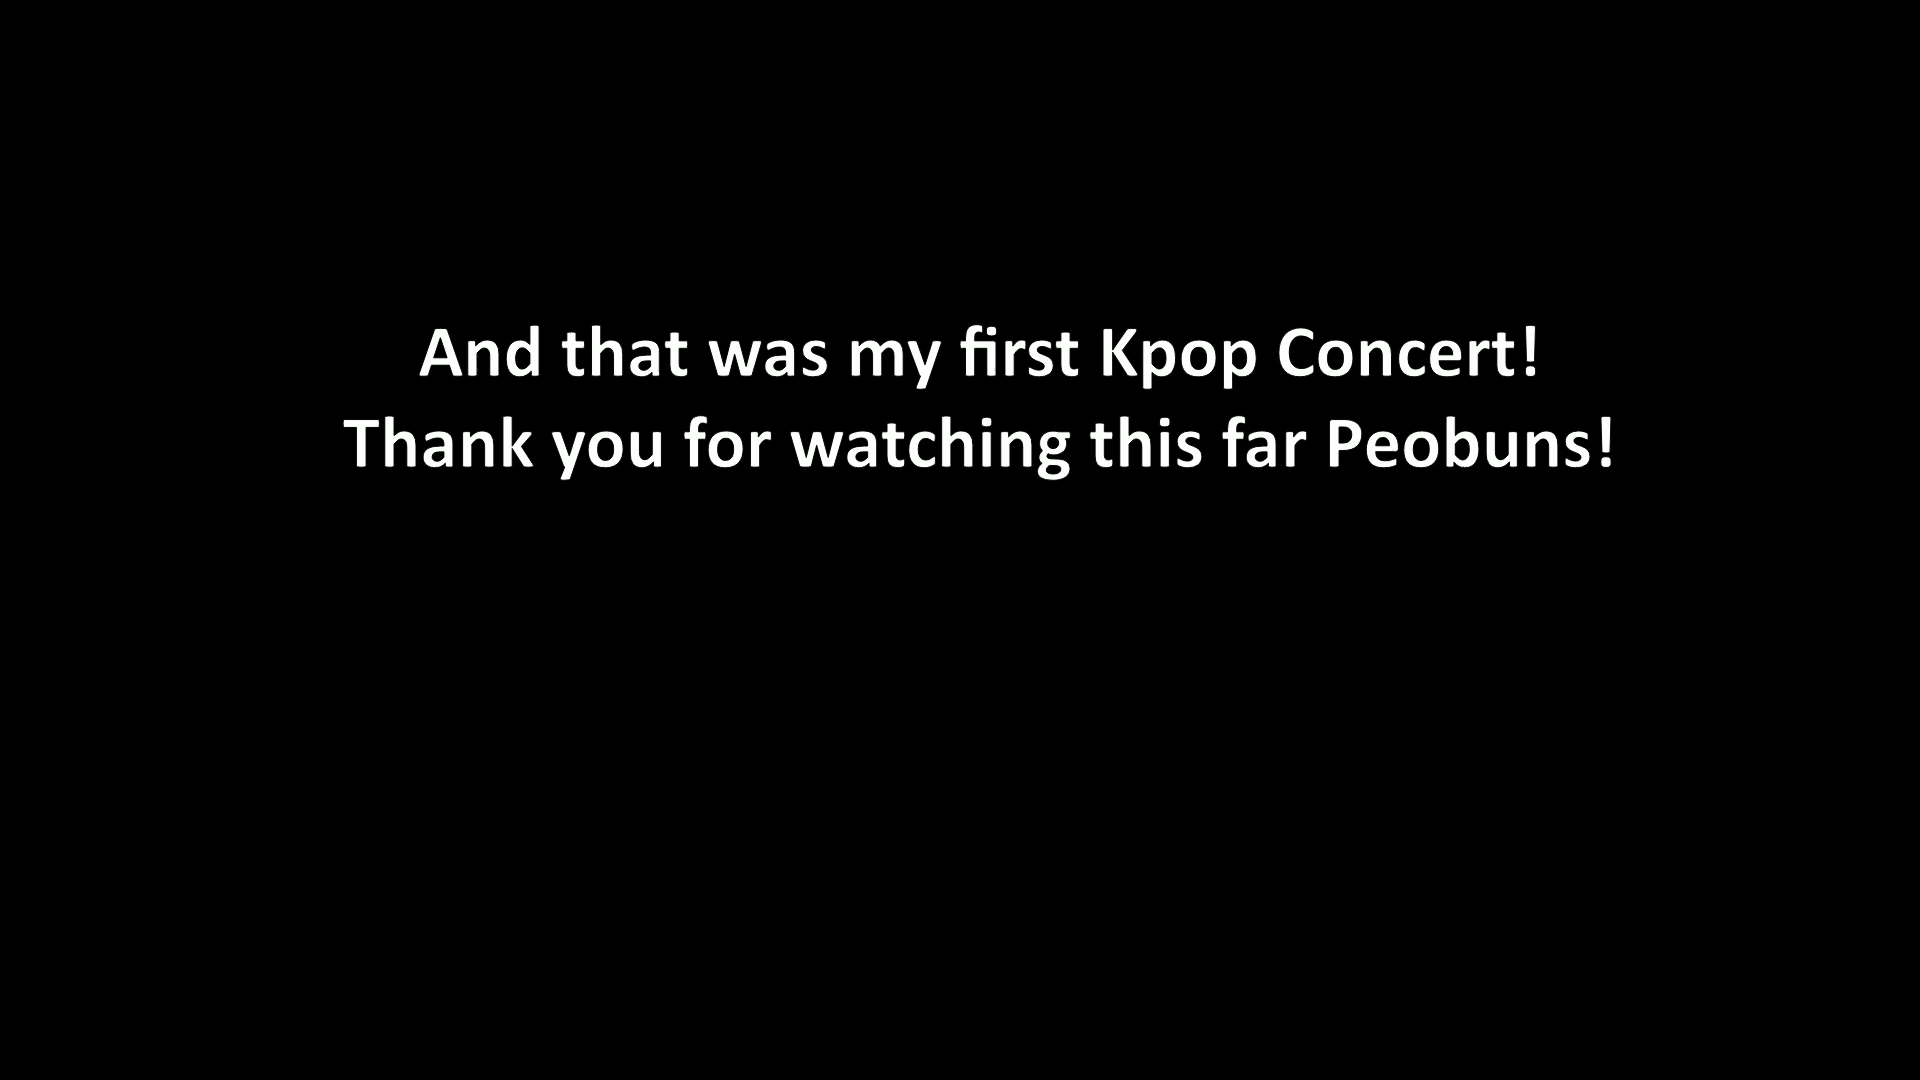 And that was my first Kpop Concert!
Thank you for watching this far Peobuns!